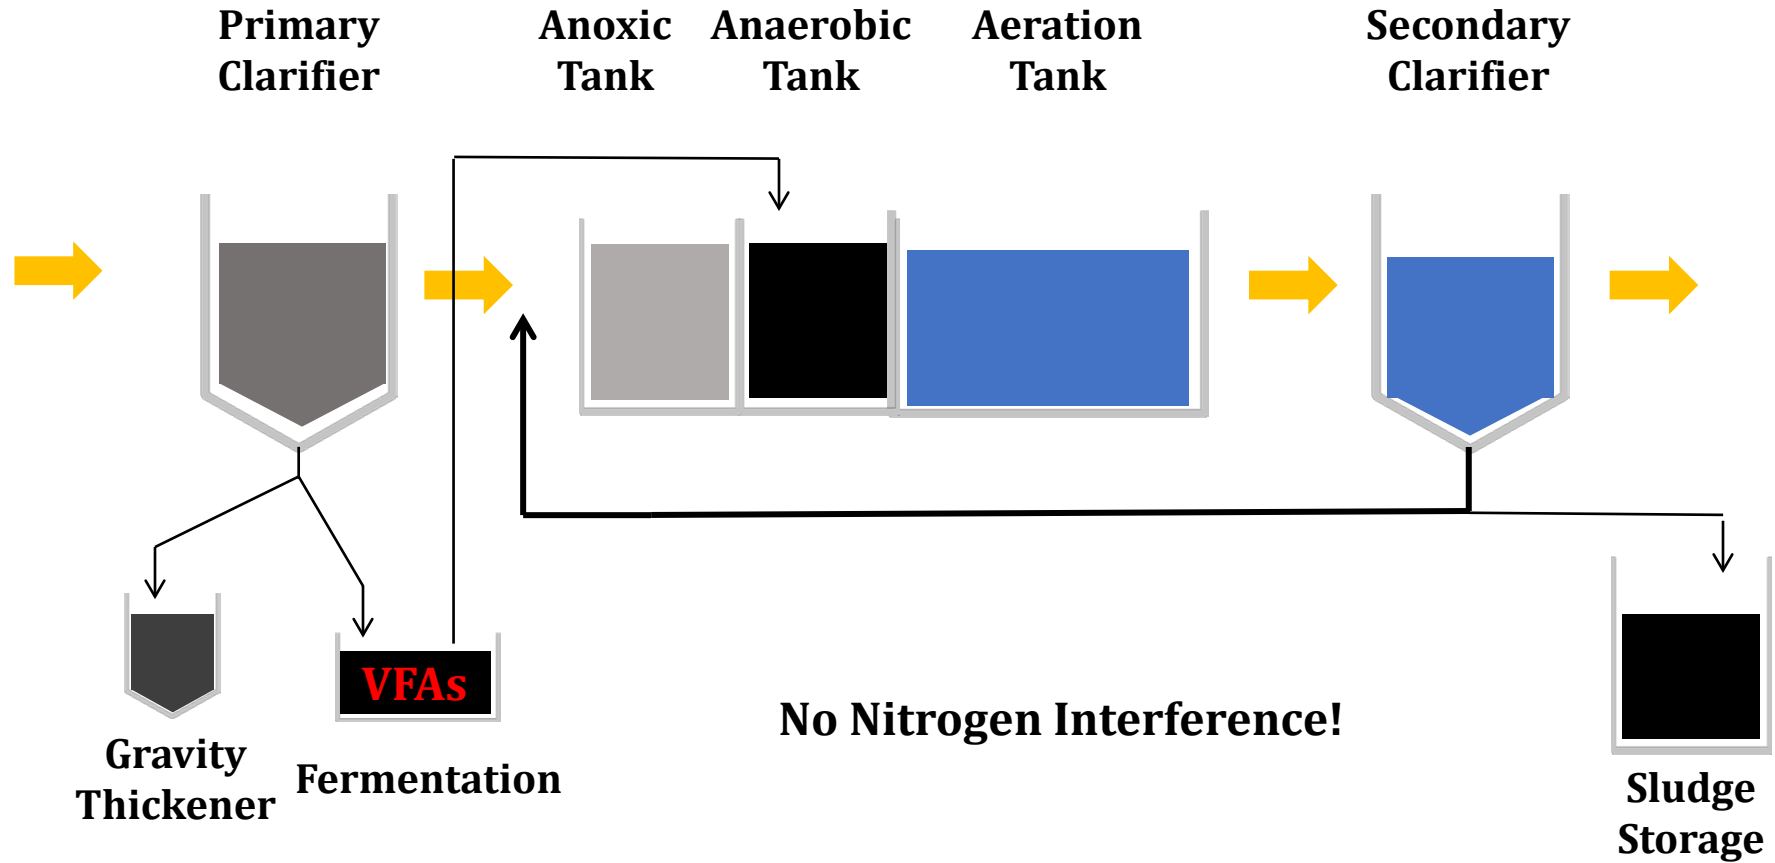 Primary
Clarifier
Anoxic
Tank
Anaerobic
Tank
Aeration
Tank
Secondary
Clarifier
VFAs
Gravity
Thickener
Fermentation
No Nitrogen Interference!
Sludge
Storage